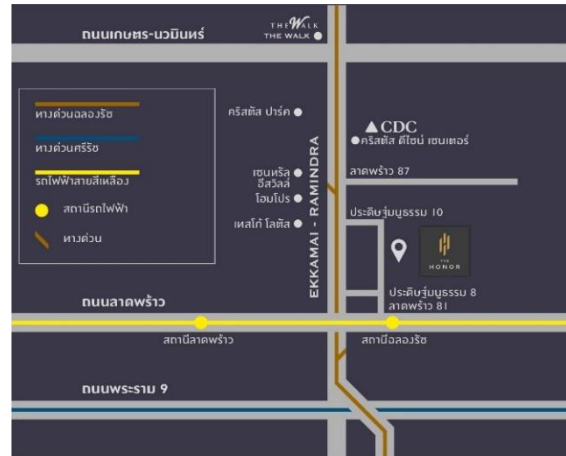 THE WALK
THE WALK
ถนนเกษตร-นวมินทร์
ทางด่วนฉลองรัช
ทางด่วนศรีรัช
รถไฟฟ้าสายสีเหลือง
สถานีรถไฟฟ้า
ทางด่วน
คริสตัล ปาร์ค
CDC
คริสตัล ดีไซน์ เซนเตอร์
เซนทรัล
อีสวิลล์
โฮมโปร
เทสโก้ โลตัส
EKKAMAI - RAMINDRA
ลาดพร้าว 87
ประดิษฐ์มนูธรรม 10
THE
HONOR
ประดิษฐ์มนูธรรม 8
ลาดพร้าว 81
ถนนลาดพร้าว
สถานีลาดพร้าว
สถานีฉลองรัช
ถนนพระราม 9